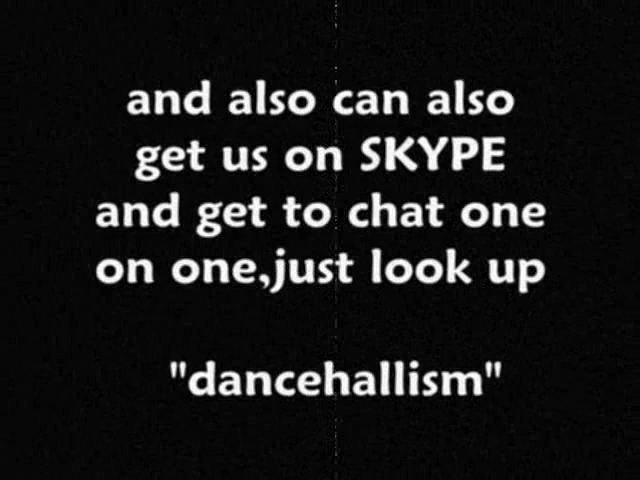 and also can also
get us on SKYPE
and get to chat one
on one,just look up
"dancehallism"